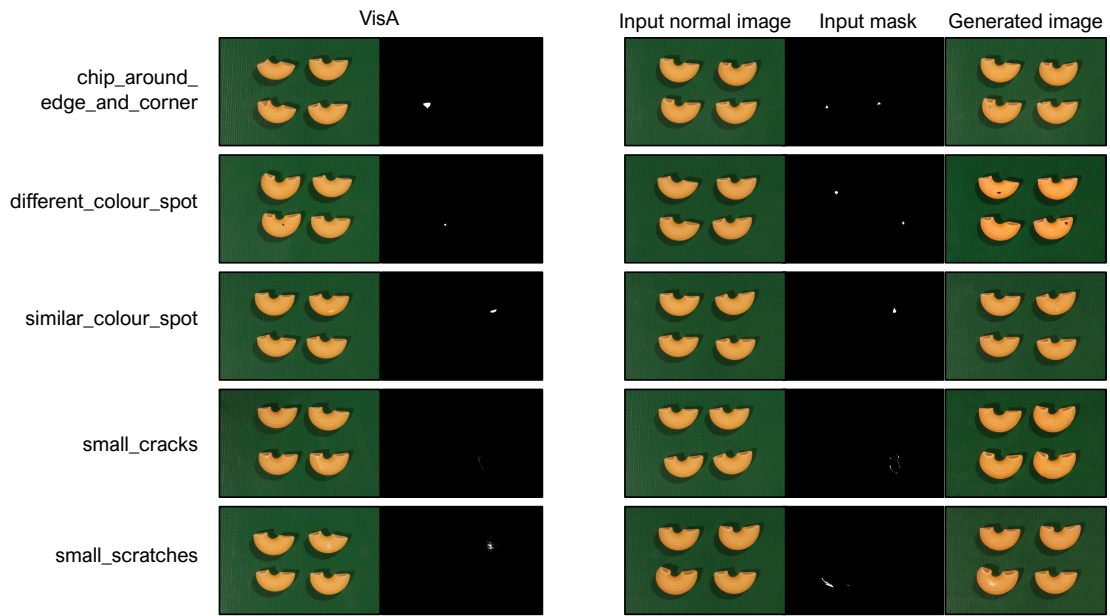 VisA
Input normal image
Input mask
Generated image
chip_around_
edge_and_corner
different_colour_spot
similar_colour_spot
small_cracks
small_scratches